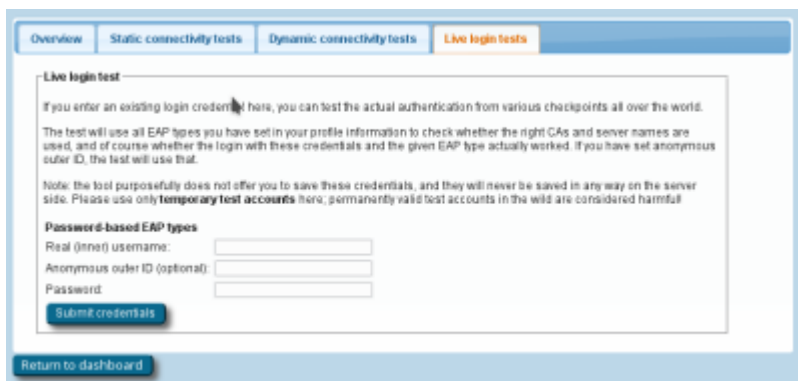 Overview Static connectivity tests Dynamic connectivity tests Live login tests
Live login test
If you enter an existing login credential here, you can test the actual authentication from various checkpoints all over the world.
The test will use all EAP types you have set in your profile information to check whether the right CAs and server names are
used, and of course whether the login with these credentials and the given EAP type actually worked. If you have set anonymous
outer ID, the test will use that.
Note: the tool purposefully does not offer you to save these credentials, and they will never be saved in any way on the server
side. Please use only temporary test accounts here; permanently valid test accounts in the wild are considered harmful!
Password-based EAP types
Real (inner) username:
Anonymous outer ID (optional):
Password:
Submit credentials
Return to dashboard